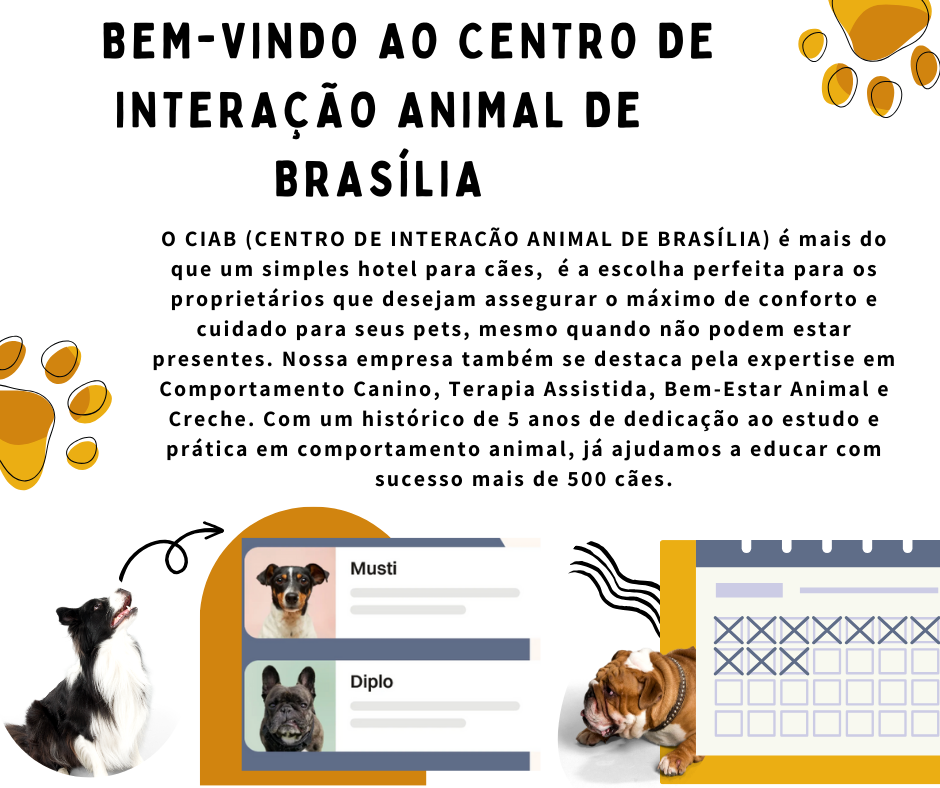 BEM-VINDO AO CENTRO DE
INTERAÇÃO ANIMAL DE
BRASÍLIA
O CIAB (CENTRO DE INTERACÃO ANIMAL DE BRASÍLIA) é mais do
que um simples hotel para cães,  é a escolha perfeita para os
proprietários que desejam assegurar o máximo de conforto e
cuidado para seus pets, mesmo quando não podem estar
presentes. Nossa empresa também se destaca pela expertise em
Comportamento Canino, Terapia Assistida, Bem-Estar Animal e
Creche. Com um histórico de 5 anos de dedicação ao estudo e
prática em comportamento animal, já ajudamos a educar com
sucesso mais de 500 cães.
Musti
Diplo